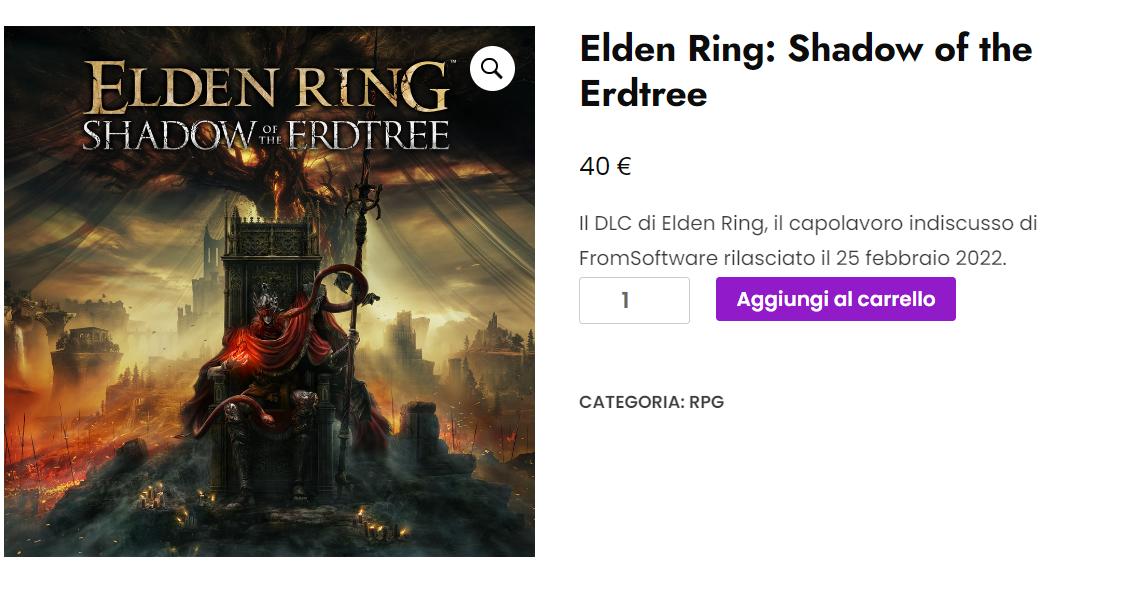 ELDEN RING™
SHADOW OF THE ERDTREE
Elden Ring: Shadow of the
Erdtree
40 €
Il DLC di Elden Ring, il capolavoro indiscusso di
FromSoftware rilasciato il 25 febbraio 2022.
1
Aggiungi al carrello
CATEGORIA: RPG